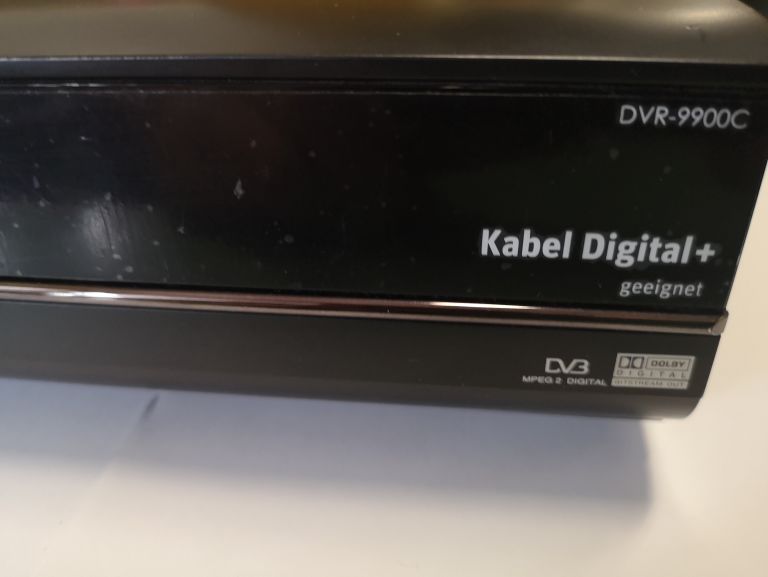 DVR-9900C
Kabel Digital+
geeignet
DVB
MPEG 2 DIGITAL
DOLBY
DIGITAL
BITSTREAM OUT